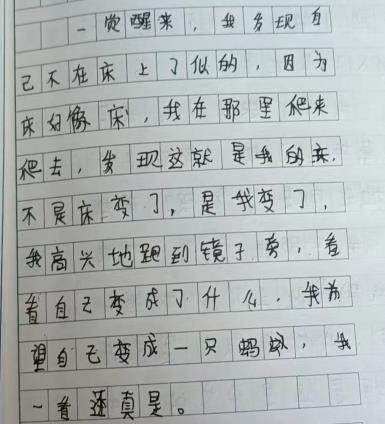 一觉醒来，我发现自
己不在床上了似的，因为
床好像床，我在那里爬来
爬去，发现这就是我的床，
不是床变了，是我变了，
我高兴地跑到镜子旁，看
看自己变成了什么，我希
望自己变成一只蚂蚁，我
一看还真是。